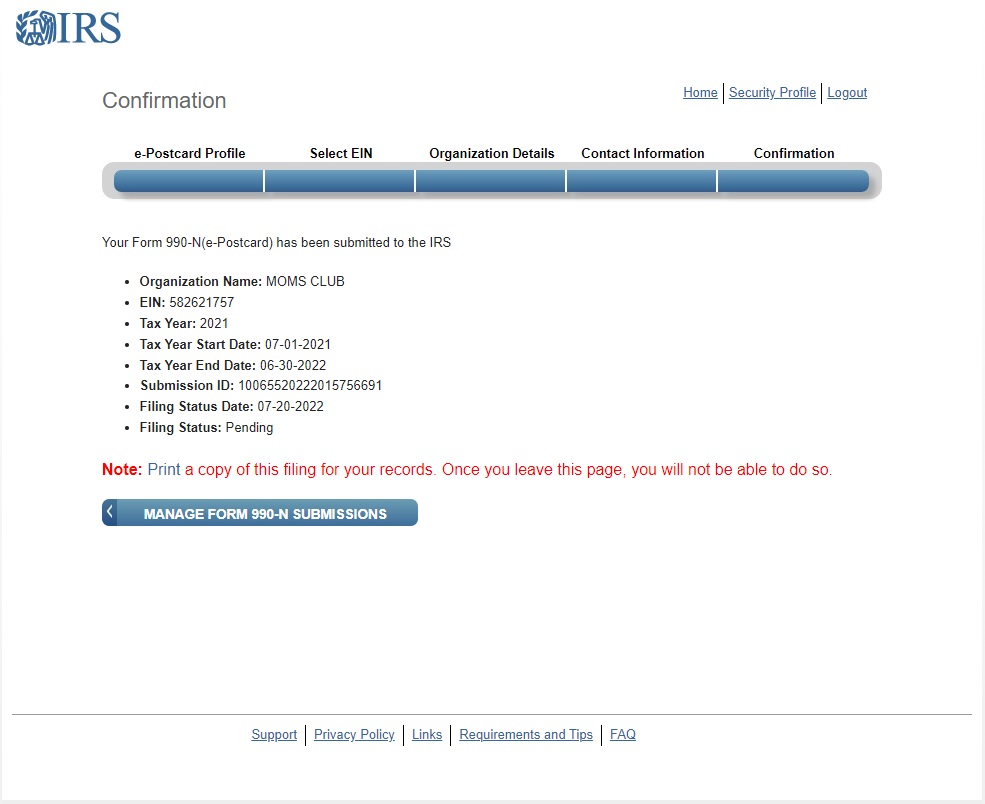 IRS
Home Security Profile Logout
Confirmation
e-Postcard Profile Select EIN Organization Details Contact Information Confirmation
Your Form 990-N(e-Postcard) has been submitted to the IRS
• Organization Name: MOMS CLUB
• EIN: 582621757
• Tax Year: 2021
• Tax Year Start Date: 07-01-2021
• Tax Year End Date: 06-30-2022
• Submission ID: 10065520222015756691
• Filing Status Date: 07-20-2022
• Filing Status: Pending
Note: Print a copy of this filing for your records. Once you leave this page, you will not be able to do so.
MANAGE FORM 990-N SUBMISSIONS
Support Privacy Policy Links Requirements and Tips FAQ